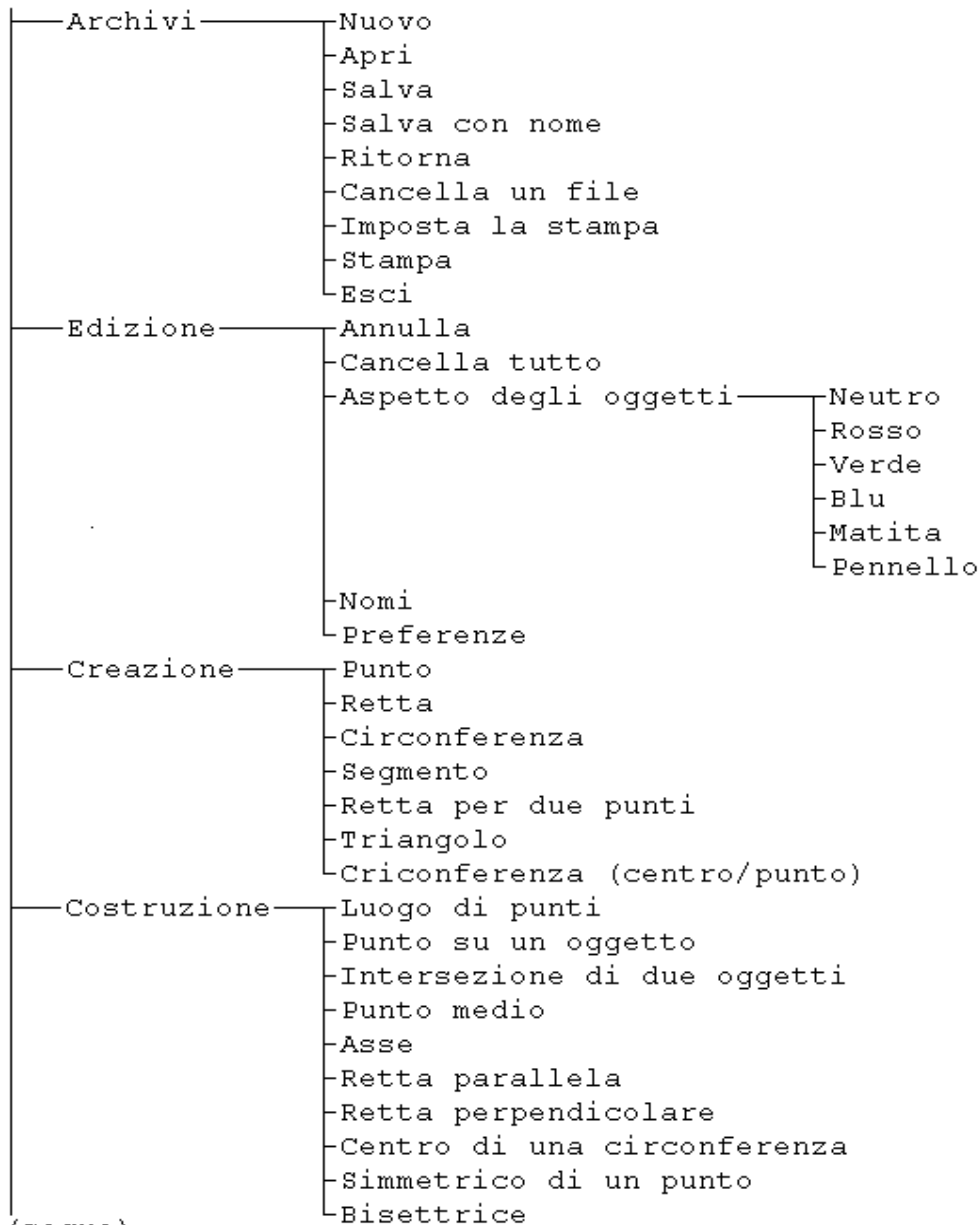 Archivi Nuovo
Apri
Salva
Salva con nome
Ritorna
Cancella un file
Imposta la stampa
Stampa
Esci
Edizione Annulla
Cancella tutto
Aspetto degli oggetti Neutro
Rosso
Verde
Blu
Matita
Pennello
Nomi
Preferenze
Creazione Punto
Retta
Circonferenza
Segmento
Retta per due punti
Triangolo
Criconferenza (centro/punto)
Costruzione Luogo di punti
Punto su un oggetto
Intersezione di due oggetti
Punto medio
Asse
Retta parallela
Retta perpendicolare
Centro di una circonferenza
Simmetrico di un punto
Bisettrice